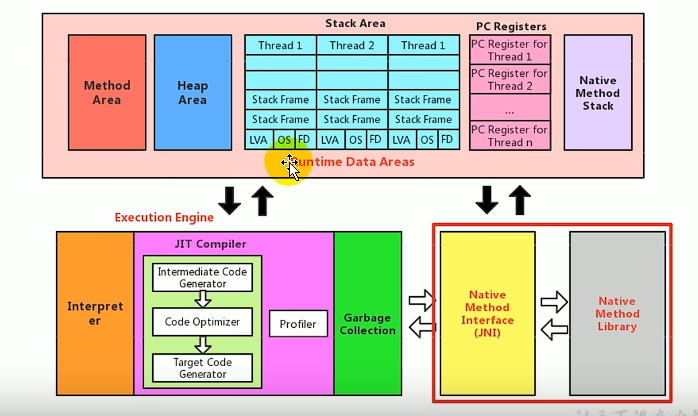 Stack Area
Method
Area
Heap
Area
Thread 1
Thread 2
Thread 1
Stack Frame
Stack Frame
Stack Frame
Stack Frame
Stack Frame
Stack Frame
LVA
OS
FD
LVA
OS
FD
LVA
OS
FD
PC Registers
PC Register for
Thread 1
PC Register for
Thread 2
...
PC Register for
Thread n
Native
Method
Stack
untime Data Areas
Execution Engine
Interpret
er
JIT Compiler
Intermediate Code
Generator
Code Optimizer
Target Code
Generator
Profiler
Garbage
Collection
Native
Method
Interface
(JNI)
Native
Method
Library